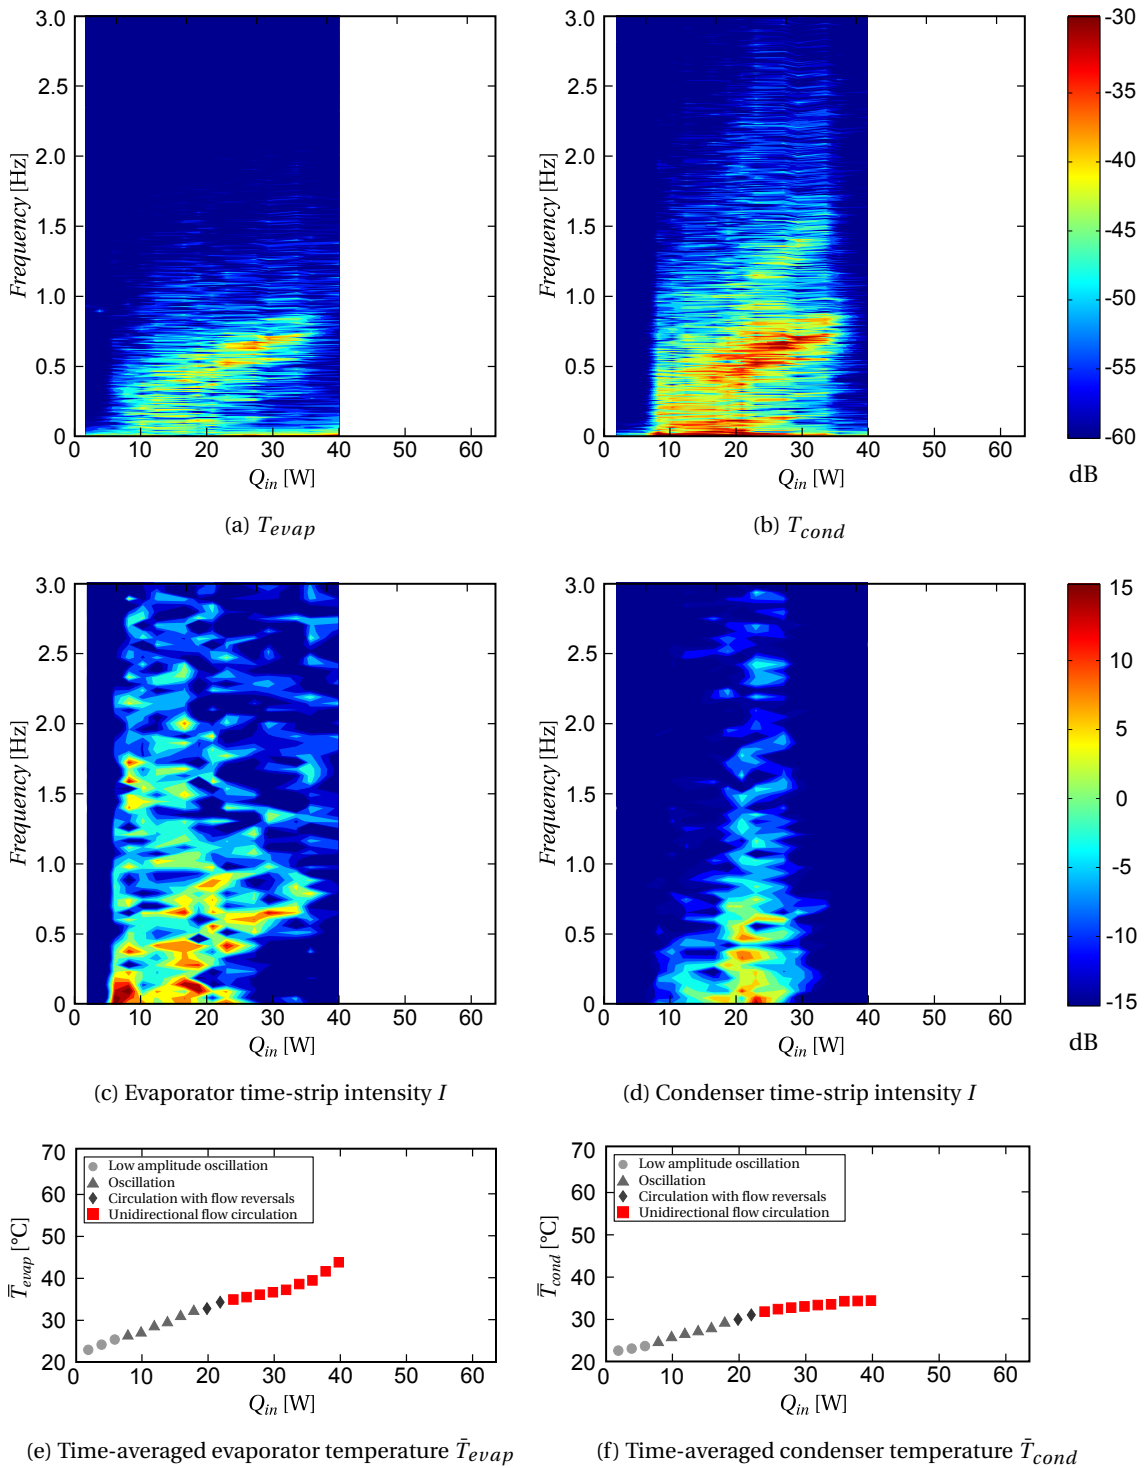 3.0
2.5
2.0
1.5
1.0
0.5
0
Frequency [Hz]
0 10 20 30 40 50 60
Q_in [W]
(a) T_evap
3.0
2.5
2.0
1.5
1.0
0.5
0
Frequency [Hz]
0 10 20 30 40 50 60
Q_in [W]
(b) T_cond
-30
-35
-40
-45
-50
-55
-60
dB
3.0
2.5
2.0
1.5
1.0
0.5
0
Frequency [Hz]
0 10 20 30 40 50 60
Q_in [W]
(c) Evaporator time-strip intensity I
3.0
2.5
2.0
1.5
1.0
0.5
0
Frequency [Hz]
0 10 20 30 40 50 60
Q_in [W]
(d) Condenser time-strip intensity I
15
10
5
0
-5
-10
-15
dB
70
60
50
40
30
20
T̄_evap [°C]
Low amplitude oscillation
Oscillation
Circulation with flow reversals
Unidirectional flow circulation
0 10 20 30 40 50 60
Q_in [W]
(e) Time-averaged evaporator temperature T̄_evap
70
60
50
40
30
20
T̄_cond [°C]
Low amplitude oscillation
Oscillation
Circulation with flow reversals
Unidirectional flow circulation
0 10 20 30 40 50 60
Q_in [W]
(f) Time-averaged condenser temperature T̄_cond